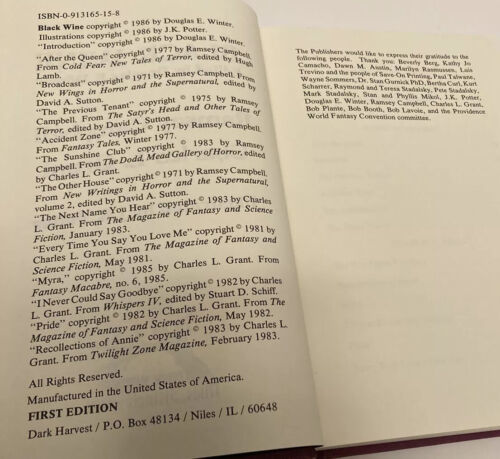 ISBN-0-913165-15-8
Black Wine copyright © 1986 by Douglas E. Winter.
Illustrations copyright © 1986 by J.K. Potter.
"Introduction" copyright © 1986 by Douglas E. Winter.
"After the Queen" copyright © 1977 by Ramsey Campbell.
From Cold Fear: New Tales of Terror, edited by Hugh
Lamb.
"Broadcast" copyright © 1971 by Ramsey Campbell. From
New Wings in Horror and the Supernatural, edited by
David A. Sutton.
"The Previous Tenant" copyright © 1975 by Ramsey
Campbell. From The Satyr's Head and Other Tales of
Terror, edited by David A. Sutton.
"Accident Zone" copyright © 1977 by Ramsey Campbell.
From Fantasy Tales, Winter 1977.
"The Sunshine Club" copyright © 1983 by Ramsey
Campbell. From The Dodd, Mead Gallery of Horror, edited
by Charles L. Grant.
"The Other House" copyright © 1971 by Ramsey Campbell.
From New Writings in Horror and the Supernatural,
volume 2, edited by David A. Sutton.
"The Next Name You Hear" copyright © 1983 by Charles
L. Grant. From The Magazine of Fantasy and Science
Fiction, January 1983.
"Every Time You Say You Love Me" copyright © 1981 by
Charles L. Grant. From The Magazine of Fantasy and
Science Fiction, May 1981.
"Myra," copyright © 1985 by Charles L. Grant. From
Fantasy Macabre, no. 6, 1985.
"I Never Could Say Goodbye" copyright © 1982 by Charles
L. Grant. From Whispers IV, edited by Stuart D. Schiff.
"Pride" copyright © 1982 by Charles L. Grant. From The
Magazine of Fantasy and Science Fiction, May 1982.
"Recollections of Annie" copyright © 1983 by Charles L.
Grant. From Twilight Zone Magazine, February 1983.
All Rights Reserved.
Manufactured in the United States of America.
FIRST EDITION
Dark Harvest / P.O. Box 48134 / Niles / IL / 60648
The Publishers would like to express their gratitude to the
following people. Thank you: Beverly Berg, Kathy Jo
Camacho, Dawn M. Austin, Marilyn Rasmussen, Luis
Trevino and the people of Save-On Printing, Paul Talwane,
Wayne Sommers, Dr. Stan Gurnick PhD, Bertha Curl, Kurt
Scharrer, Raymond and Teresa Stadalsky, Pete Stadalsky,
Mark Stadalsky, Stan and Phyllis Mikol, J.K. Potter,
Douglas E. Winter, Ramsey Campbell, Charles L. Grant,
Bob Plante, Bob Booth, Bob Lavoie, and the Providence
World Fantasy Convention committee.